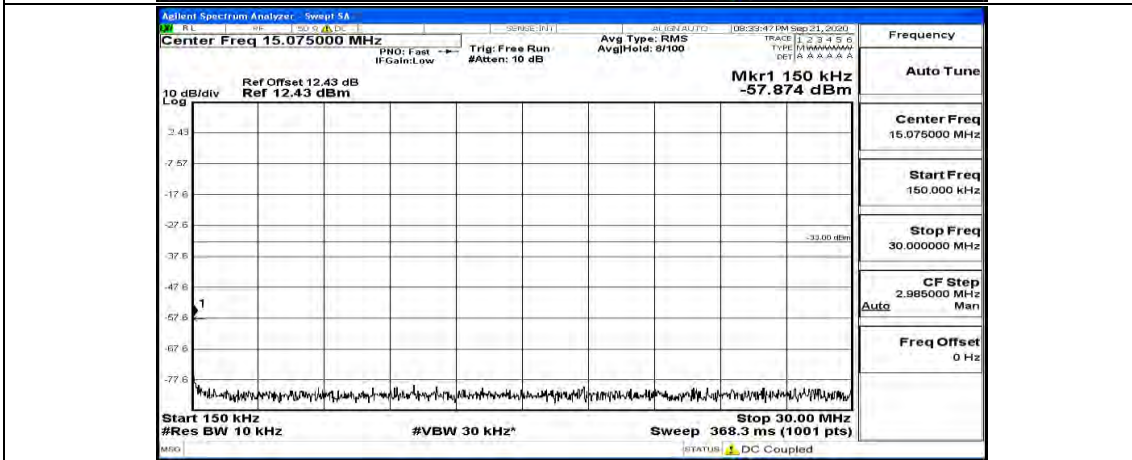 Agilent Spectrum Analyzer - Swept SA
RL RF 50 Ω DC SENSE:INT ALIGN AUTO 08:33:47 PM Sep 21, 2020
Center Freq 15.075000 MHz
PNO: Fast
IFGain:Low
Trig: Free Run
#Atten: 10 dB
Avg Type: RMS
Avg|Hold: 8/100
TRACE 1 2 3 4 5 6
TYPE M WWWWWW
DET A A A A A A
Ref Offset 12.43 dB
Ref 12.43 dBm
10 dB/div
Log
Mkr1 150 kHz
-57.874 dBm
2.43
-7.57
-17.6
-27.6
-33.00 dBm
-37.6
-47.6
1
-57.6
-67.6
-77.6
Start 150 kHz
Stop 30.00 MHz
#Res BW 10 kHz
#VBW 30 kHz*
Sweep 368.3 ms (1001 pts)
MSG
STATUS
DC Coupled
Frequency
Auto Tune
Center Freq
15.075000 MHz
Start Freq
150.000 kHz
Stop Freq
30.000000 MHz
CF Step
2.985000 MHz
Auto Man
Freq Offset
0 Hz